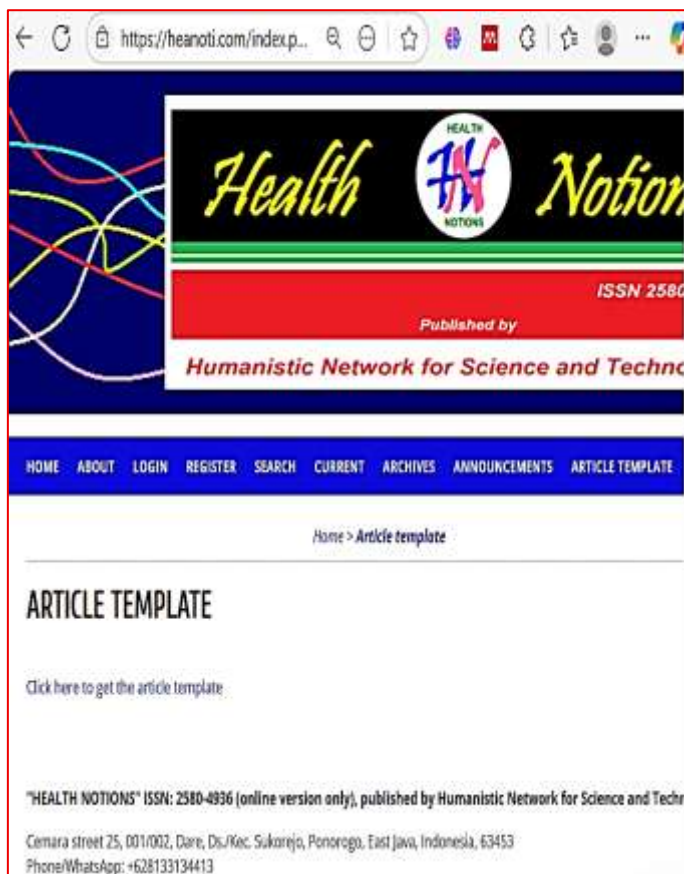 https://heanoti.com/index.p...
HEALTH
NOTIONS
Health Notion
ISSN 2580
Published by
Humanistic Network for Science and Techno
HOME ABOUT LOGIN REGISTER SEARCH CURRENT ARCHIVES ANNOUNCEMENTS ARTICLE TEMPLATE
Home > Article template
ARTICLE TEMPLATE
Click here to get the article template
"HEALTH NOTIONS" ISSN: 2580-4936 (online version only), published by Humanistic Network for Science and Techn
Cemara street 25, 001/002, Dare, Ds./Kec. Sukorejo, Ponorogo, East Java, Indonesia, 63453
Phone/WhatsApp: +628133134413